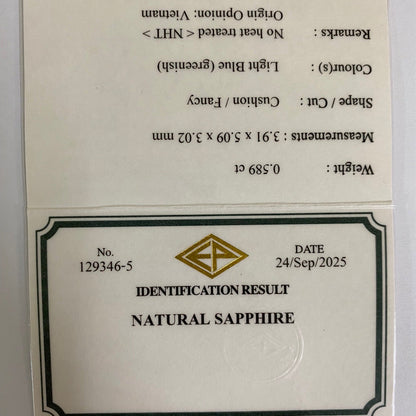 Weight : 0.589 ct
Measurements : 3.91 x 5.09 x 3.02 mm
Shape / Cut : Cushion / Fancy
Colour(s) : Light Blue (greenish)
Remarks : No heat treated < NHT >
Origin Opinion: Vietnam
No. DATE
129346-5 24/Sep/2025
IDENTIFICATION RESULT
NATURAL SAPPHIRE